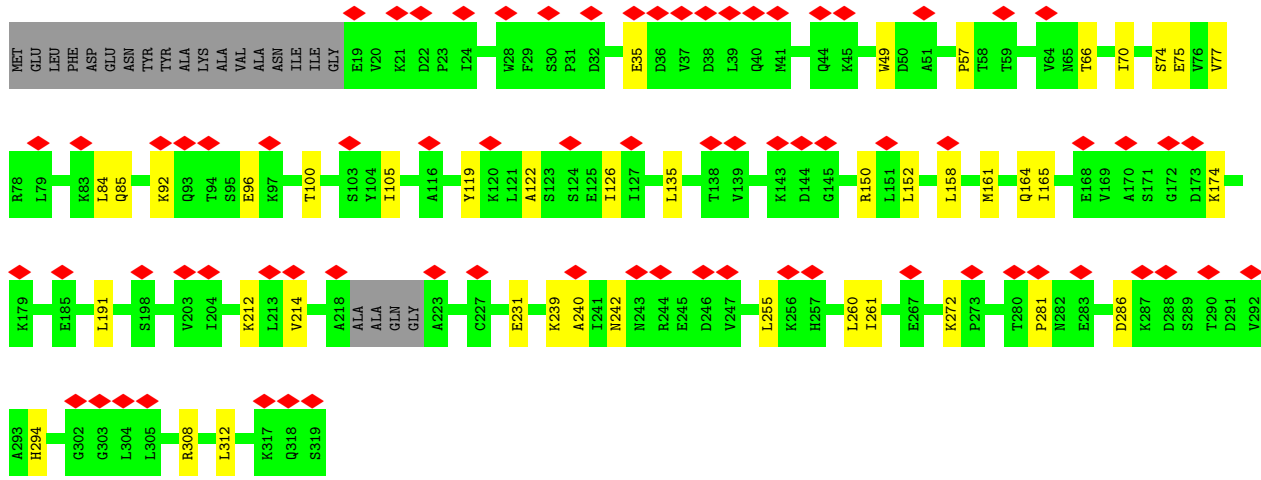 MET GLU LEU PHE ASP GLU ASN TYR TYR ALA LYS ALA VAL ALA ASN ILE ILE GLY E19 V20 K21 D22 P23 I24 W28 F29 S30 P31 D32 E35 D36 V37 D38 L39 Q40 M41 Q44 K45 W49 D50 A51 P57 T58 T59 V64 N65 T66 I70 S74 E75 V76 V77
R78 L79 K83 L84 Q85 K92 Q93 T94 S95 E96 K97 T100 S103 Y104 I105 A116 Y119 K120 L121 A122 S123 S124 E125 I126 I127 L135 T138 V139 K143 D144 G145 R150 L151 L152 L158 M161 Q164 I165 E168 V169 A170 S171 G172 D173 K174
K179 E185 L191 S198 V203 I204 K212 L213 V214 A218 ALA ALA GLN GLY A223 C227 E231 K239 A240 I241 N242 N243 R244 E245 D246 V247 L255 K256 H257 L260 I261 E267 K272 P273 T280 P281 N282 E283 D286 K287 D288 S289 T290 D291 V292
A293 H294 G302 G303 L304 L305 R308 L312 K317 Q318 S319